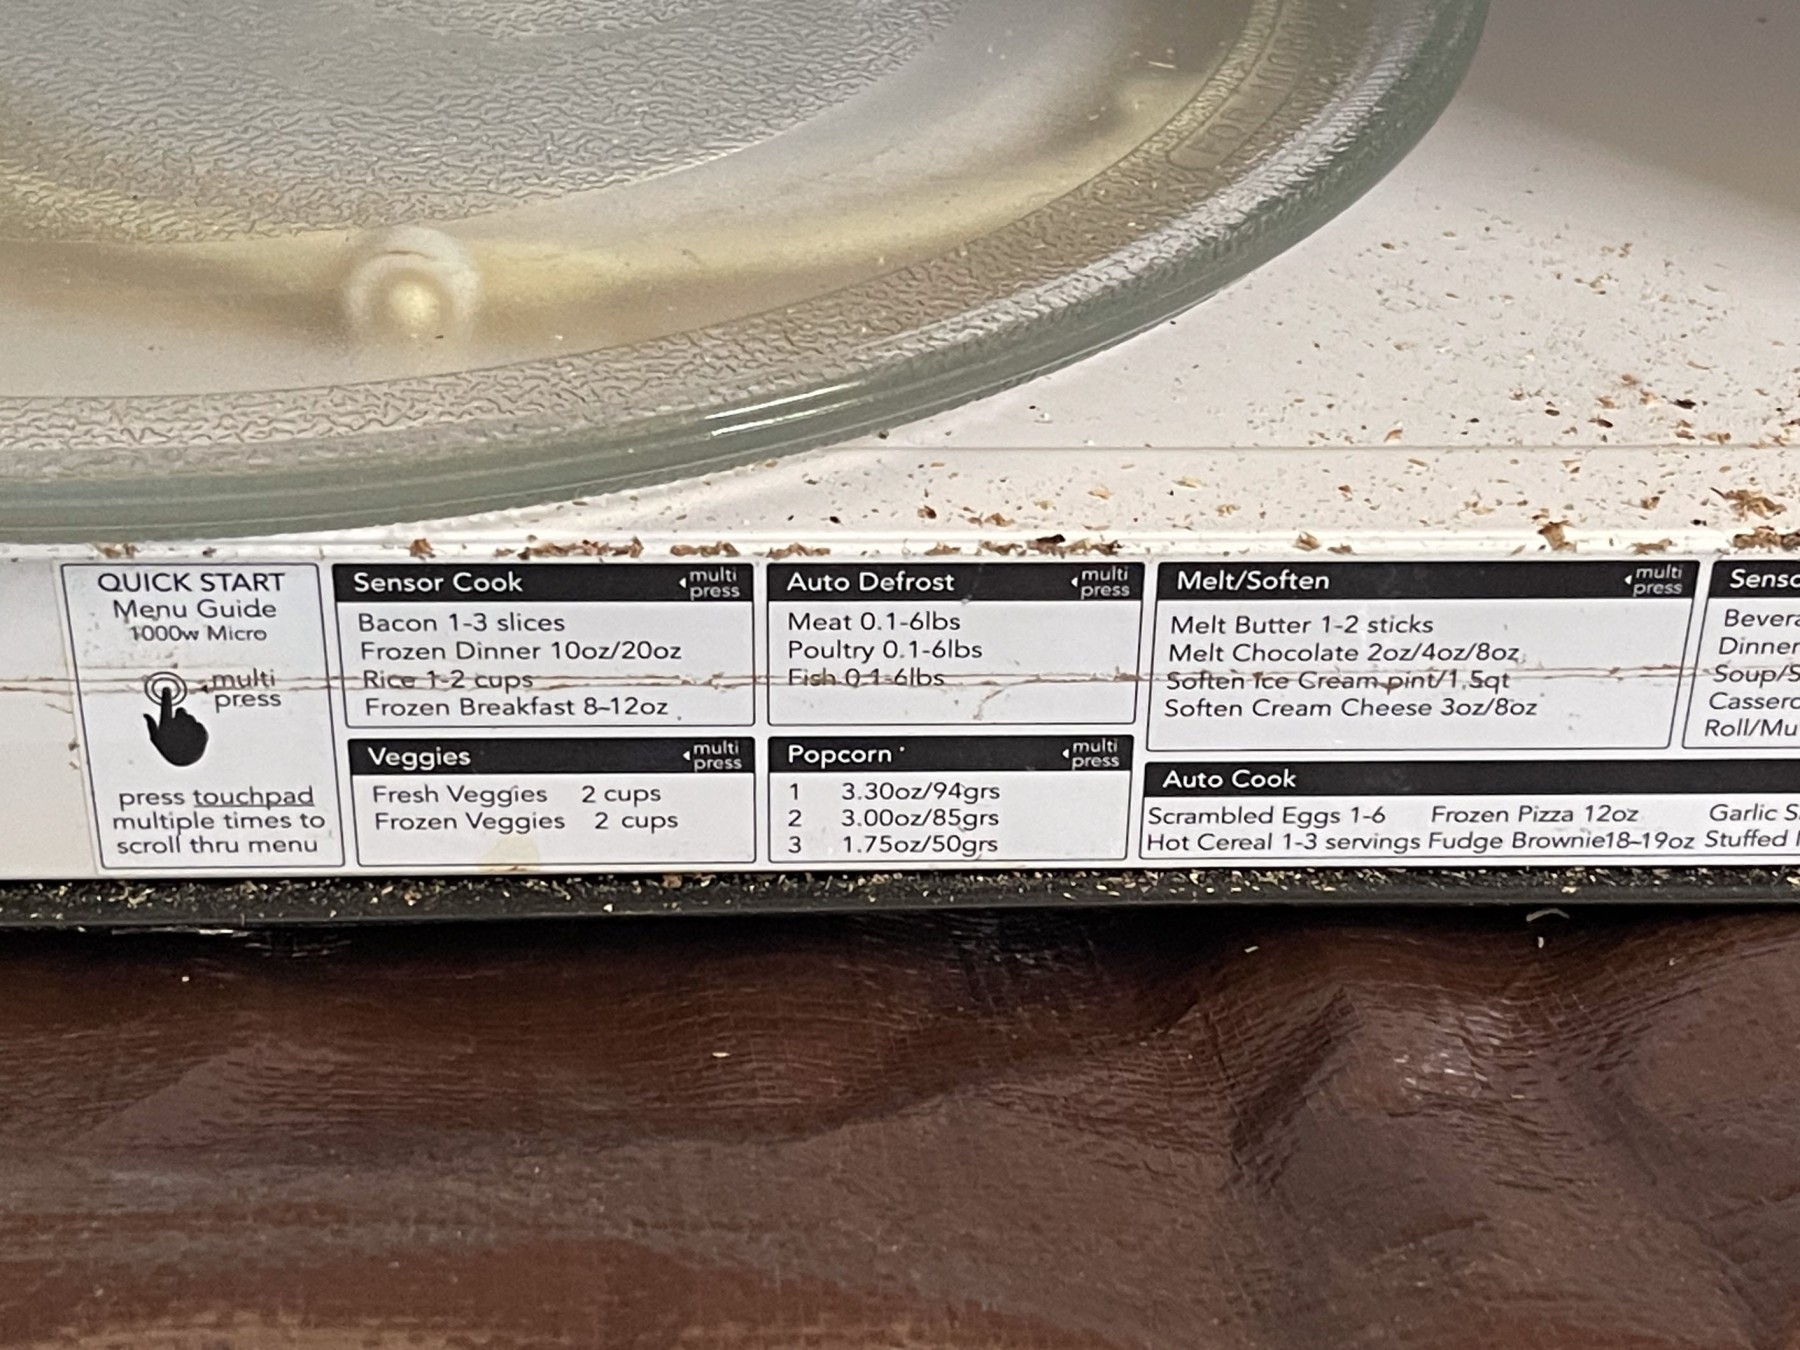 QUICK START
Menu Guide
1000w Micro
multi
press
press touchpad
multiple times to
scroll thru menu
Sensor Cook multi press
Bacon 1-3 slices
Frozen Dinner 10oz/20oz
Rice 1-2 cups
Frozen Breakfast 8-12oz
Veggies multi press
Fresh Veggies 2 cups
Frozen Veggies 2 cups
Auto Defrost multi press
Meat 0.1-6lbs
Poultry 0.1-6lbs
Fish 0.1-6lbs
Popcorn multi press
1 3.30oz/94grs
2 3.00oz/85grs
3 1.75oz/50grs
Melt/Soften multi press
Melt Butter 1-2 sticks
Melt Chocolate 2oz/4oz/8oz
Soften Ice Cream pint/1.5qt
Soften Cream Cheese 3oz/8oz
Auto Cook
Scrambled Eggs 1-6 Frozen Pizza 12oz Garlic
Hot Cereal 1-3 servings Fudge Brownie18-19oz Stuffed
Dinner
Soup/S